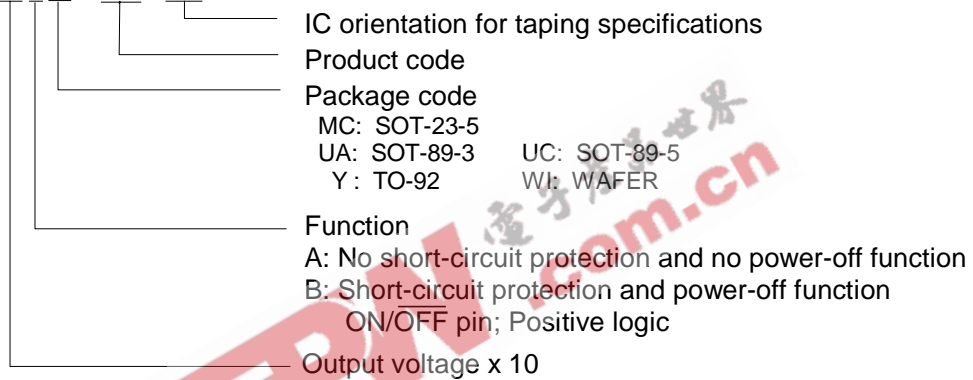 IC orientation for taping specifications
Product code
Package code
MC: SOT-23-5
UA: SOT-89-3 UC: SOT-89-5
Y : TO-92 WI: WAFER
Function
A: No short-circuit protection and no power-off function
B: Short-circuit protection and power-off function
ON/OFF pin; Positive logic
Output voltage x 10
.com.cn